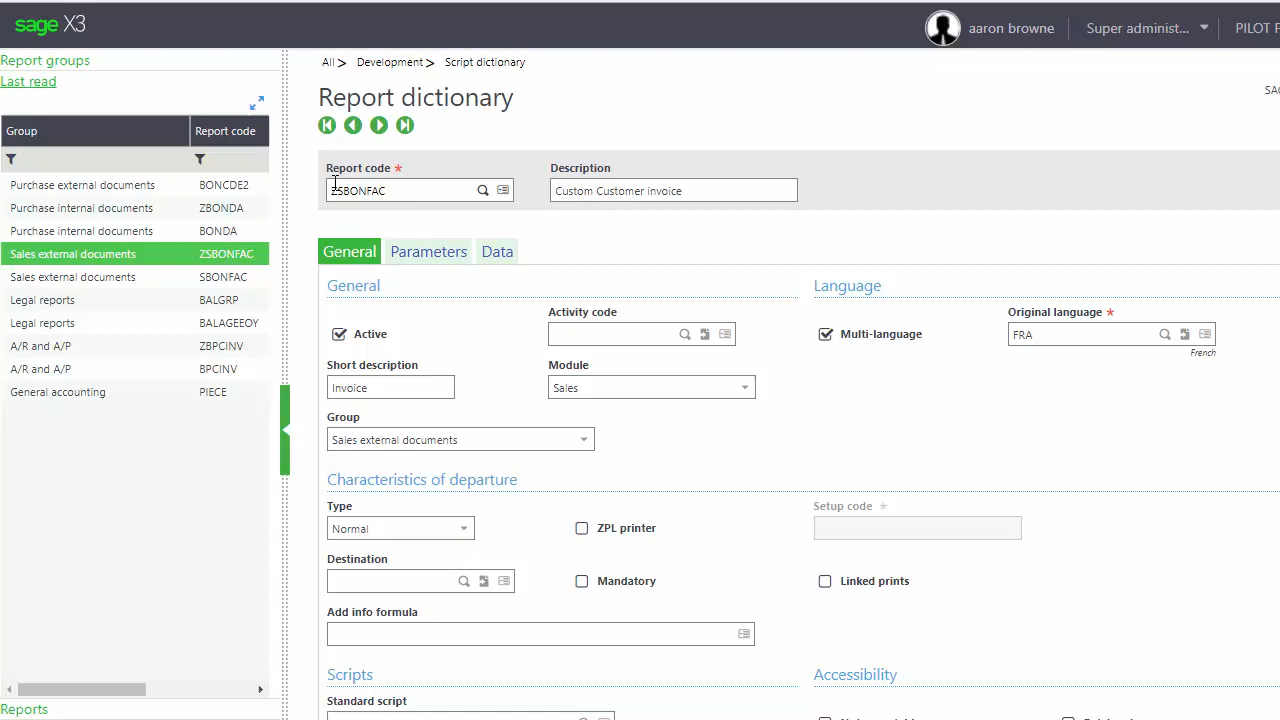 sage X3
aaron browne
Super administ...
PILOT
Report groups
Last read
Group Report code
Purchase external documents BONCDE2
Purchase internal documents ZBONDA
Purchase internal documents BONDA
Sales external documents ZSBONFAC
Sales external documents SBONFAC
Legal reports BALGRP
Legal reports BALAGEEOY
A/R and A/P ZBPCINV
A/R and A/P BPCINV
General accounting PIECE
Reports
All > Development > Script dictionary
Report dictionary
Report code * Description
ZSBONFAC Custom Customer invoice
General Parameters Data
General Language
Activity code Original language *
Active Multi-language FRA
French
Short description Module
Invoice Sales
Group
Sales external documents
Characteristics of departure
Type Setup code *
Normal ZPL printer
Destination
Mandatory Linked prints
Add info formula
Scripts Accessibility
Standard script